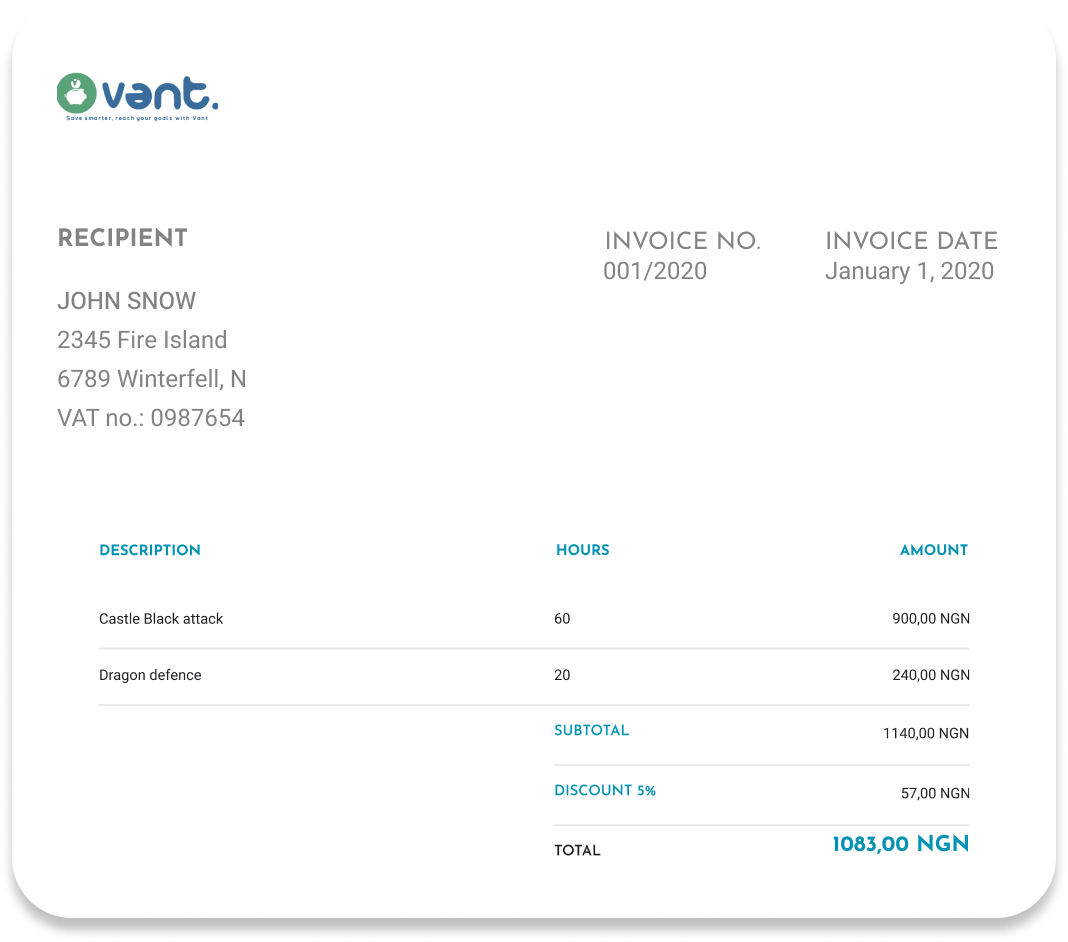 vant.
Save smarter, reach your goals with Vant
RECIPIENT
JOHN SNOW
2345 Fire Island
6789 Winterfell, N
VAT no.: 0987654
INVOICE NO.
001/2020
INVOICE DATE
January 1, 2020
DESCRIPTION HOURS AMOUNT
Castle Black attack 60 900,00 NGN
Dragon defence 20 240,00 NGN
SUBTOTAL 1140,00 NGN
DISCOUNT 5% 57,00 NGN
TOTAL 1083,00 NGN